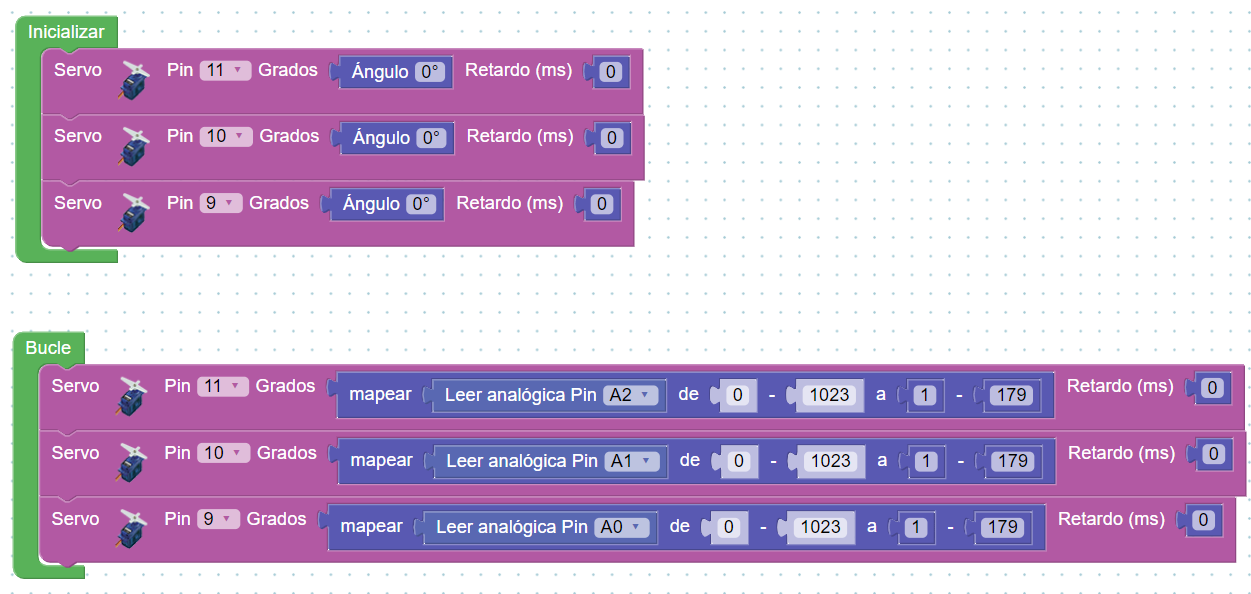 Inicializar
Servo Pin 11 Grados Ángulo 0° Retardo (ms) 0
Servo Pin 10 Grados Ángulo 0° Retardo (ms) 0
Servo Pin 9 Grados Ángulo 0° Retardo (ms) 0
Bucle
Servo Pin 11 Grados mapear Leer analógica Pin A2 de 0 - 1023 a 1 - 179 Retardo (ms) 0
Servo Pin 10 Grados mapear Leer analógica Pin A1 de 0 - 1023 a 1 - 179 Retardo (ms) 0
Servo Pin 9 Grados mapear Leer analógica Pin A0 de 0 - 1023 a 1 - 179 Retardo (ms) 0